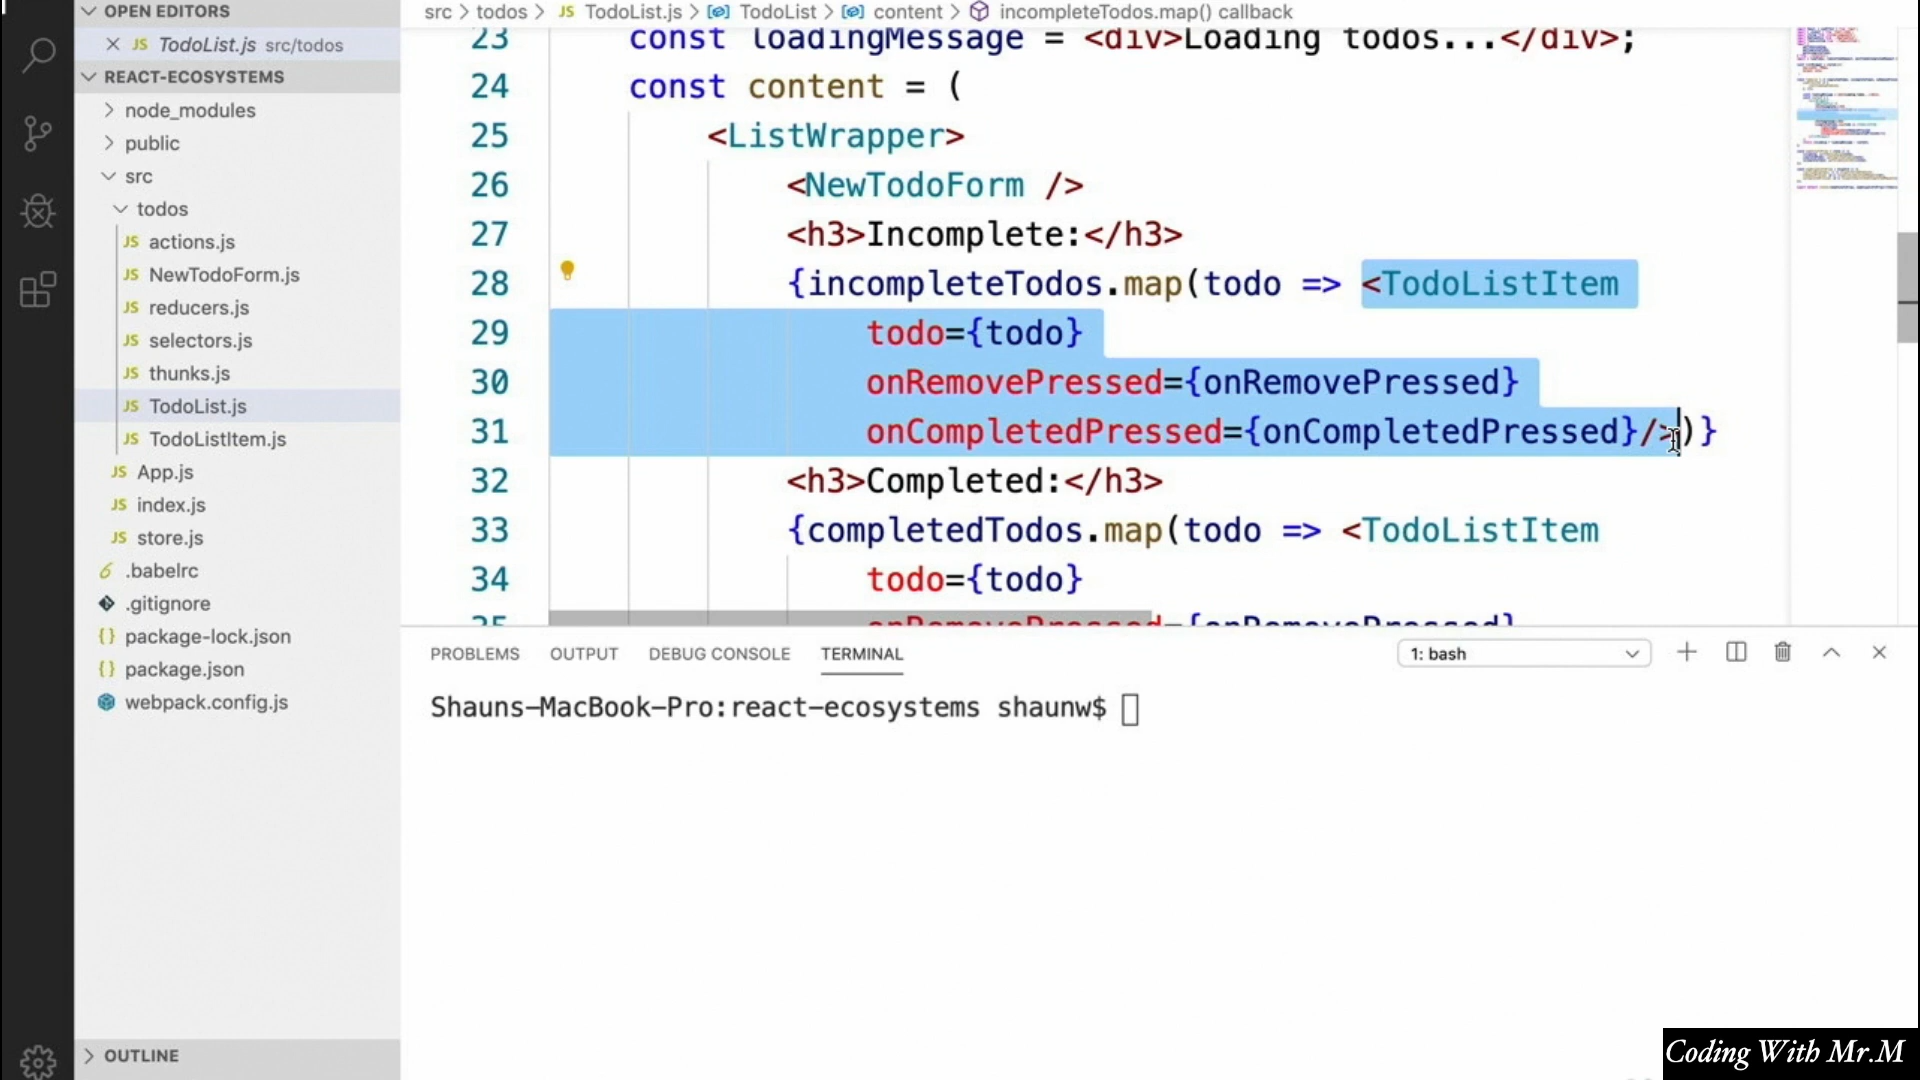 OPEN EDITORS
JS TodoList.js src/todos
REACT-ECOSYSTEMS
node_modules
public
src
todos
JS actions.js
JS NewTodoForm.js
JS reducers.js
JS selectors.js
JS thunks.js
JS TodoList.js
JS TodoListItem.js
JS App.js
JS index.js
JS store.js
.babelrc
.gitignore
{} package-lock.json
{} package.json
webpack.config.js
OUTLINE
src > todos > JS TodoList.js > TodoList > content > incompleteTodos.map() callback
23 const loadingMessage = <div>Loading todos...</div>;
24 const content = (
25 <ListWrapper>
26 <NewTodoForm />
27 <h3>Incomplete:</h3>
28 {incompleteTodos.map(todo => <TodoListItem
29 todo={todo}
30 onRemovePressed={onRemovePressed}
31 onCompletedPressed={onCompletedPressed}/>)}
32 <h3>Completed:</h3>
33 {completedTodos.map(todo => <TodoListItem
34 todo={todo}
35 onRemovePressed={onRemovePressed}
PROBLEMS OUTPUT DEBUG CONSOLE TERMINAL 1: bash
Shauns-MacBook-Pro:react-ecosystems shaunw$
Coding With Mr.M